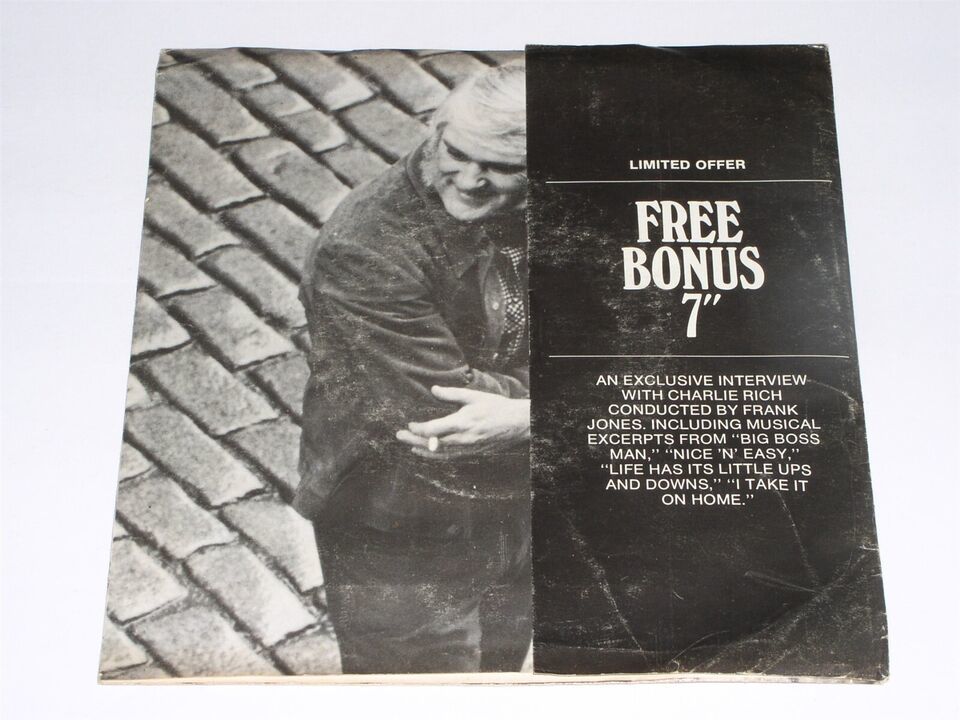 LIMITED OFFER
FREE
BONUS
7"
AN EXCLUSIVE INTERVIEW
WITH CHARLIE RICH
CONDUCTED BY FRANK
JONES. INCLUDING MUSICAL
EXCERPTS FROM "BIG BOSS
MAN," "NICE 'N' EASY,"
"LIFE HAS ITS LITTLE UPS
AND DOWNS," "I TAKE IT
ON HOME."